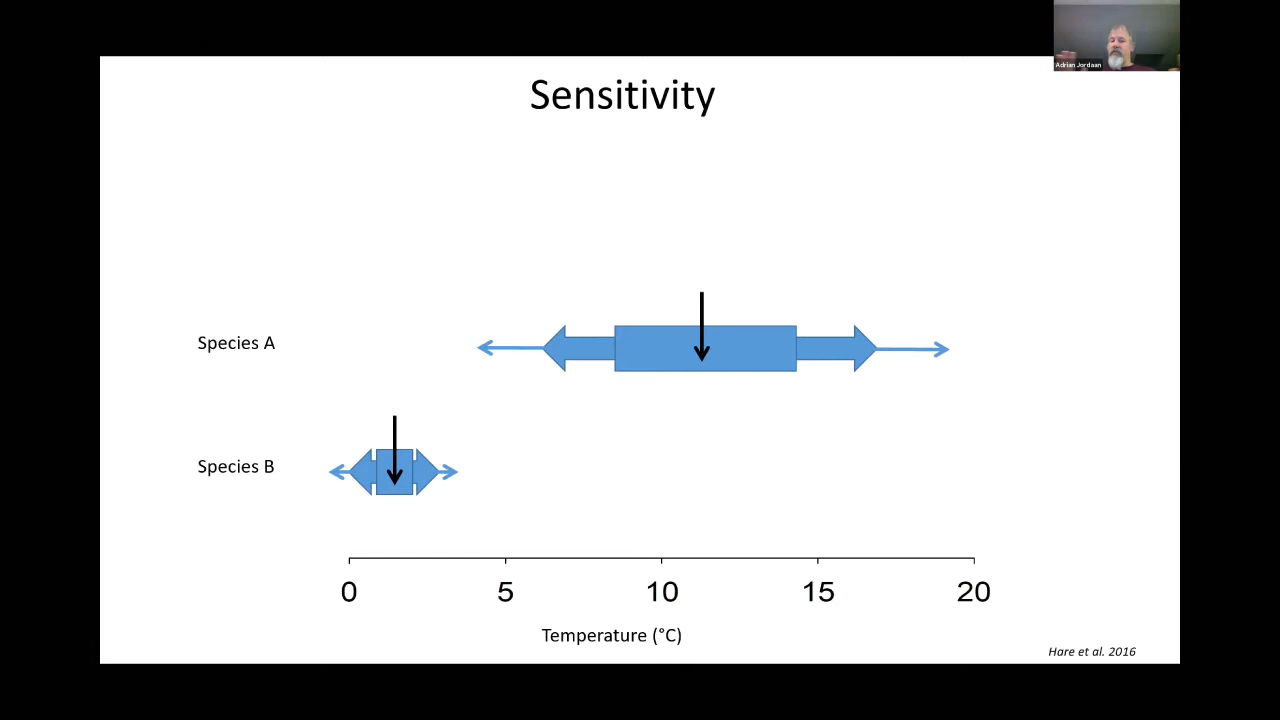 Adrian Jordaan
Sensitivity
Species A
Species B
0 5 10 15 20
Temperature (°C)
Hare et al. 2016